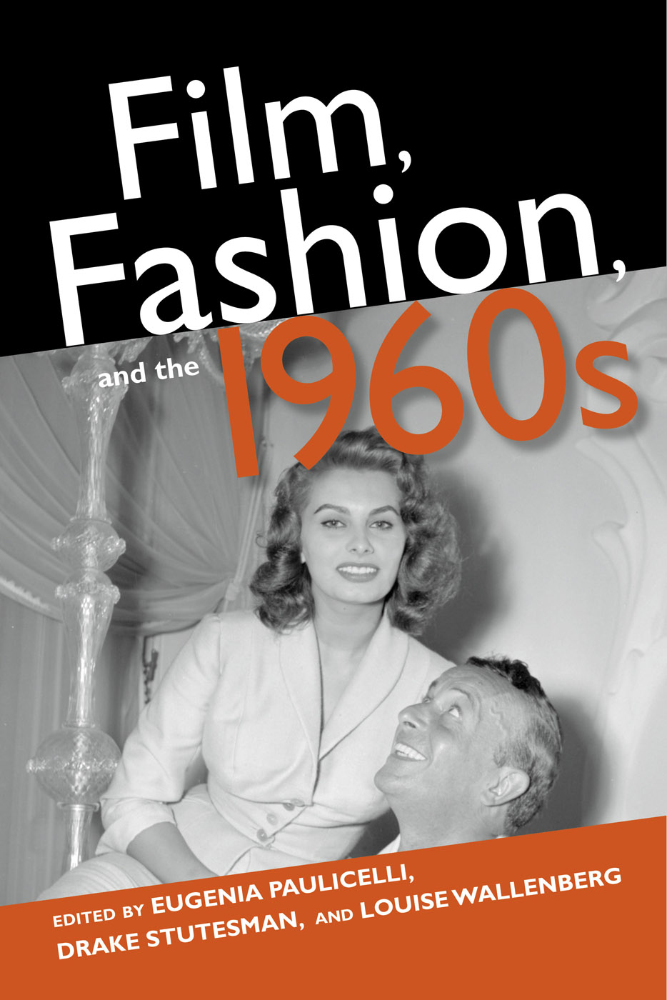 Film,
Fashion,
and the 1960s
EDITED BY EUGENIA PAULICELLI,
DRAKE STUTESMAN, AND LOUISE WALLENBERG